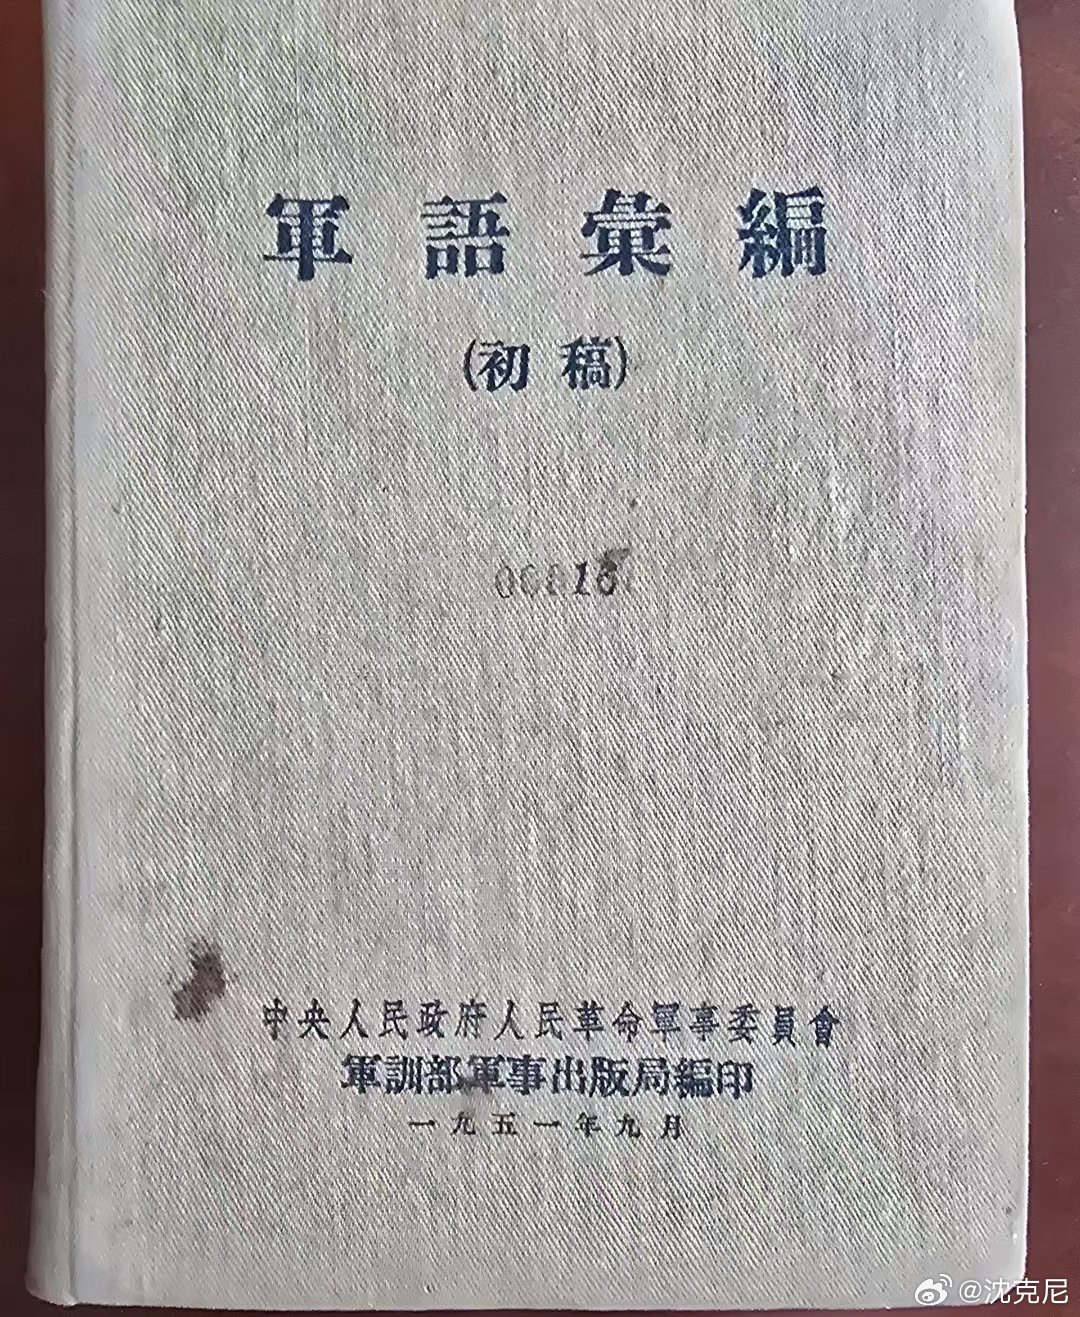 軍語彙編
(初稿)
中央人民政府人民革命軍事委員會
軍訓部軍事出版局編印
一九五一年九月
@沈克尼